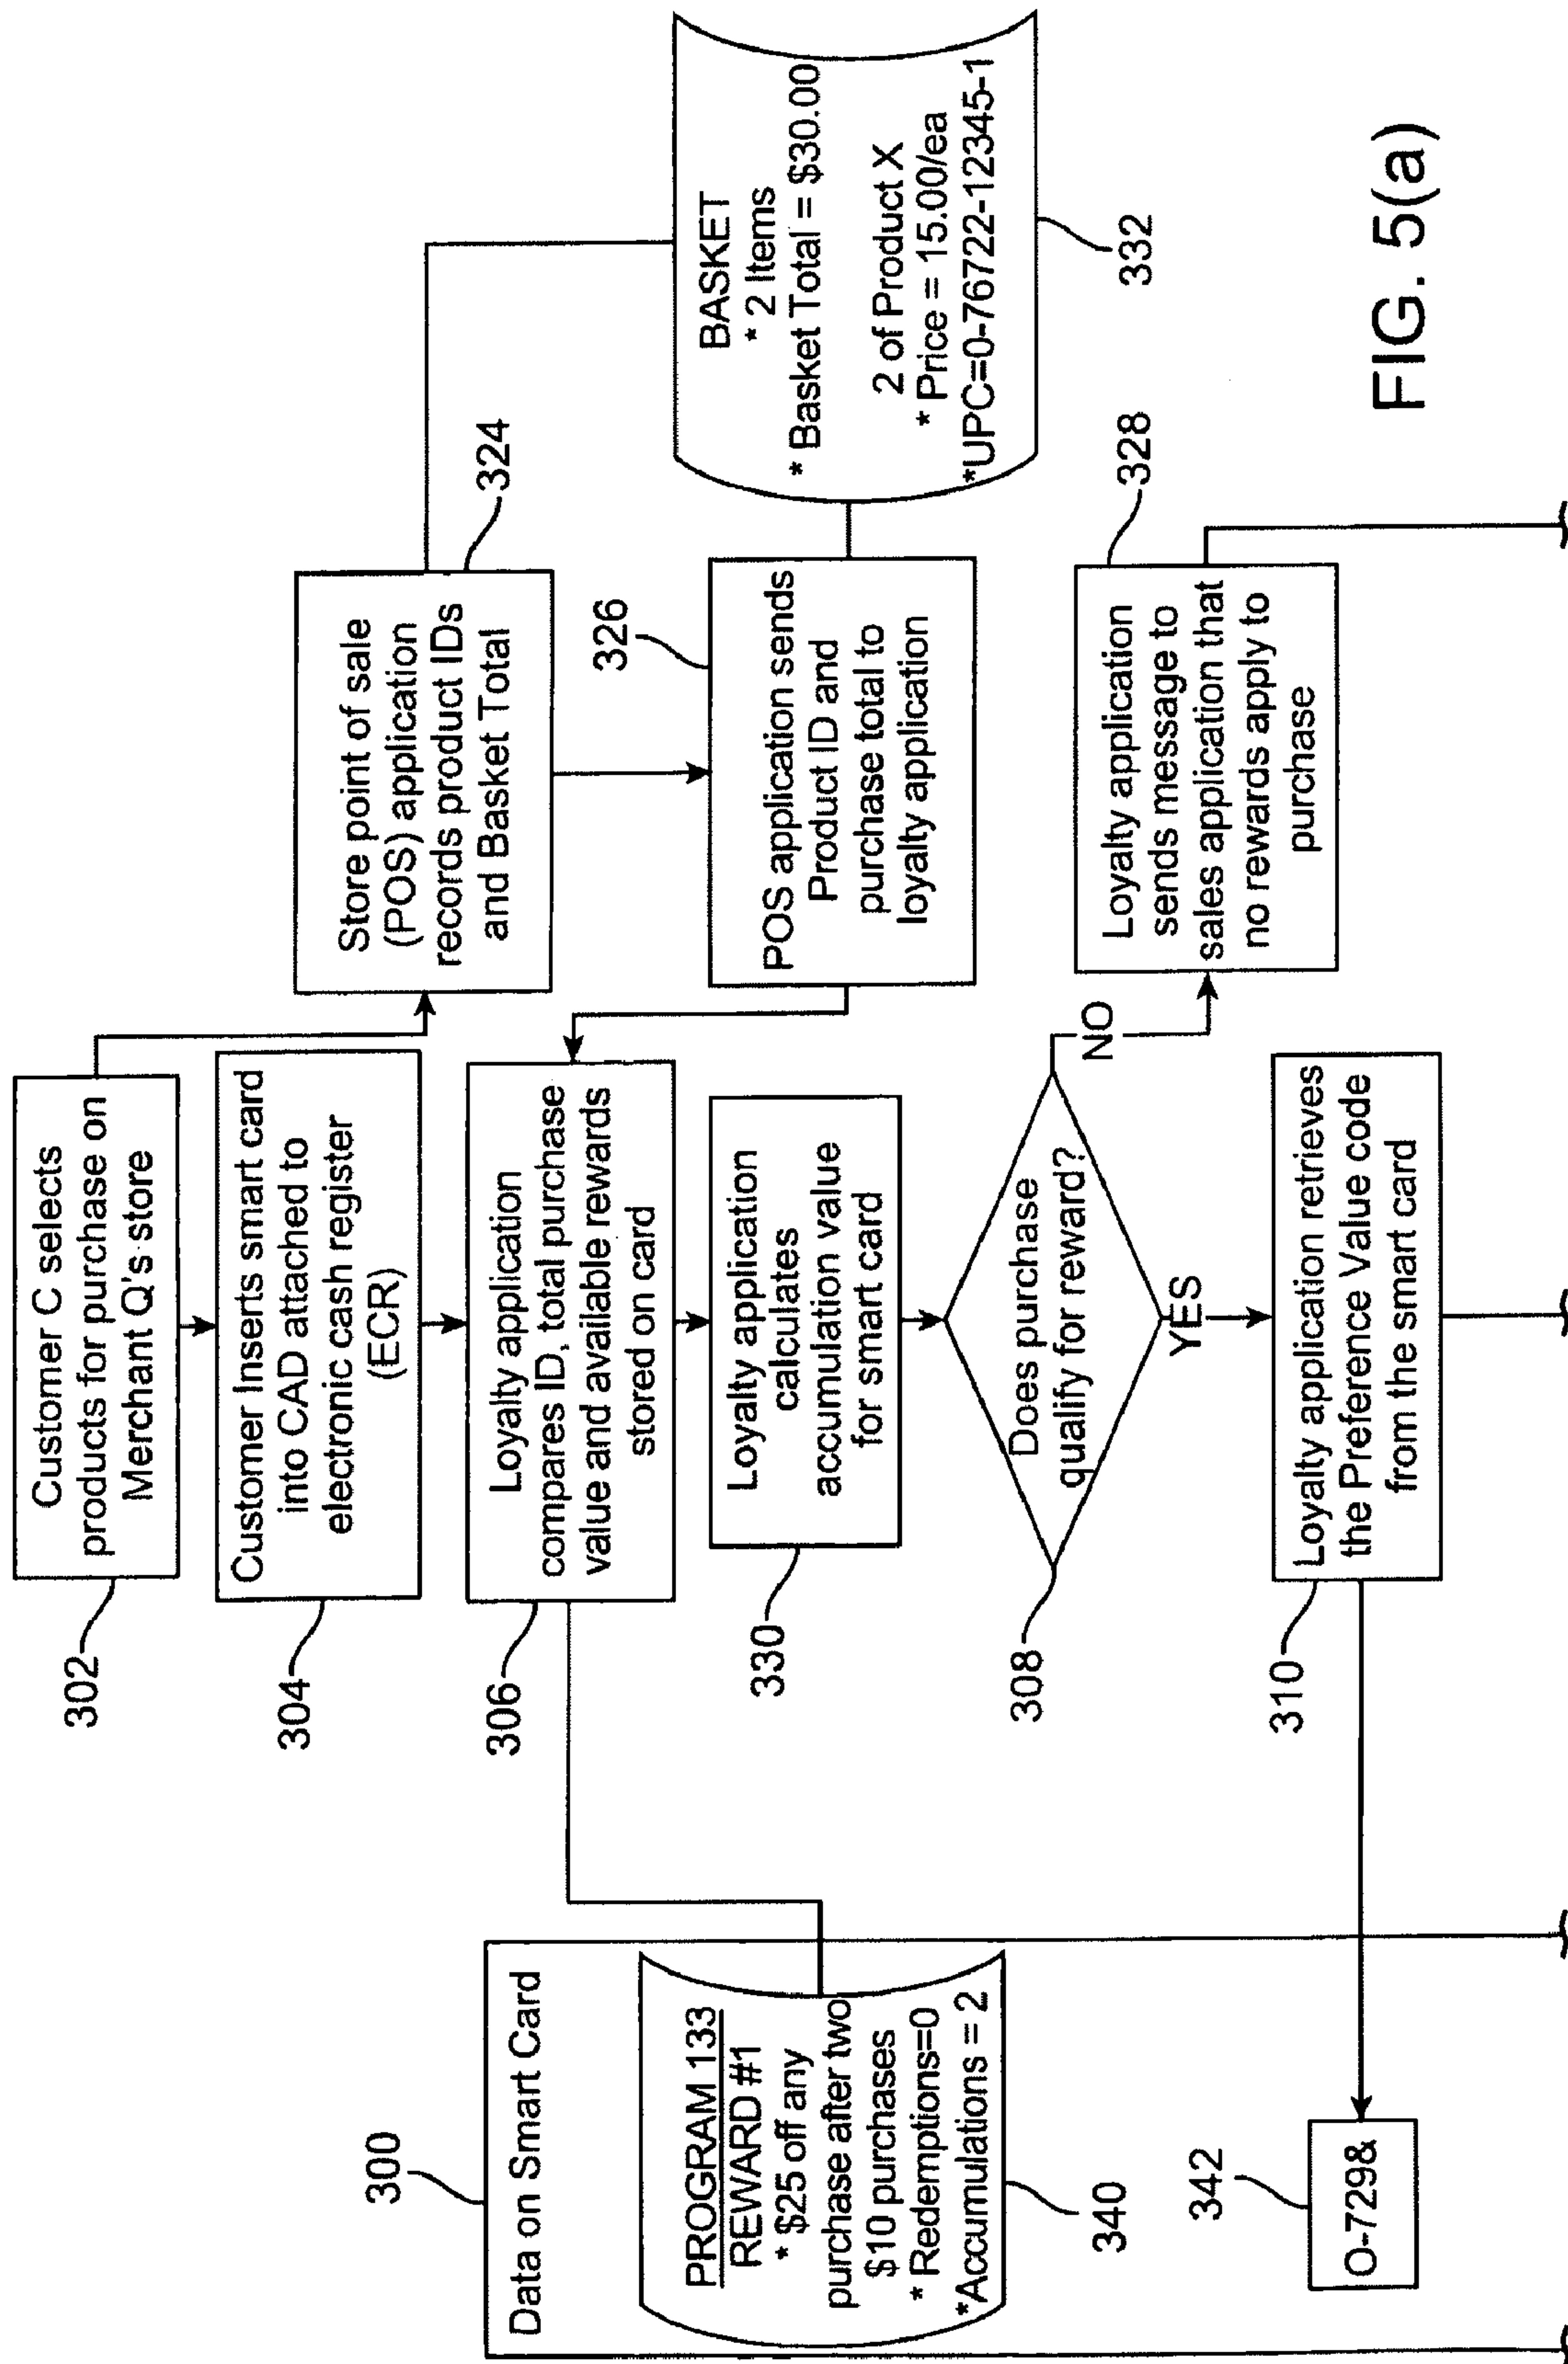 Customer C selects
products for purchase on
Merchant Q's store
302
Customer Inserts smart card
into CAD attached to
electronic cash register
(ECR)
304
Store point of sale
(POS) application
records product IDs
and Basket Total
324
Loyalty application
compares ID, total purchase
value and available rewards
stored on card
306
POS application sends
Product ID and
purchase total to
loyalty application
326
BASKET
* 2 Items
* Basket Total = $30.00
2 of Product X
* Price = 15.00/ea
*UPC=0-76722-12345-1
332
Loyalty application
calculates
accumulation value
for smart card
330
Does purchase
qualify for reward?
308
NO
YES
Loyalty application
sends message to
sales application that
no rewards apply to
purchase
328
Loyalty application retrieves
the Preference Value code
from the smart card
310
300
Data on Smart Card
PROGRAM 133
REWARD #1
* $25 off any
purchase after two
$10 purchases
* Redemptions=0
*Accumulations = 2
340
342
O-729&
FIG. 5(a)